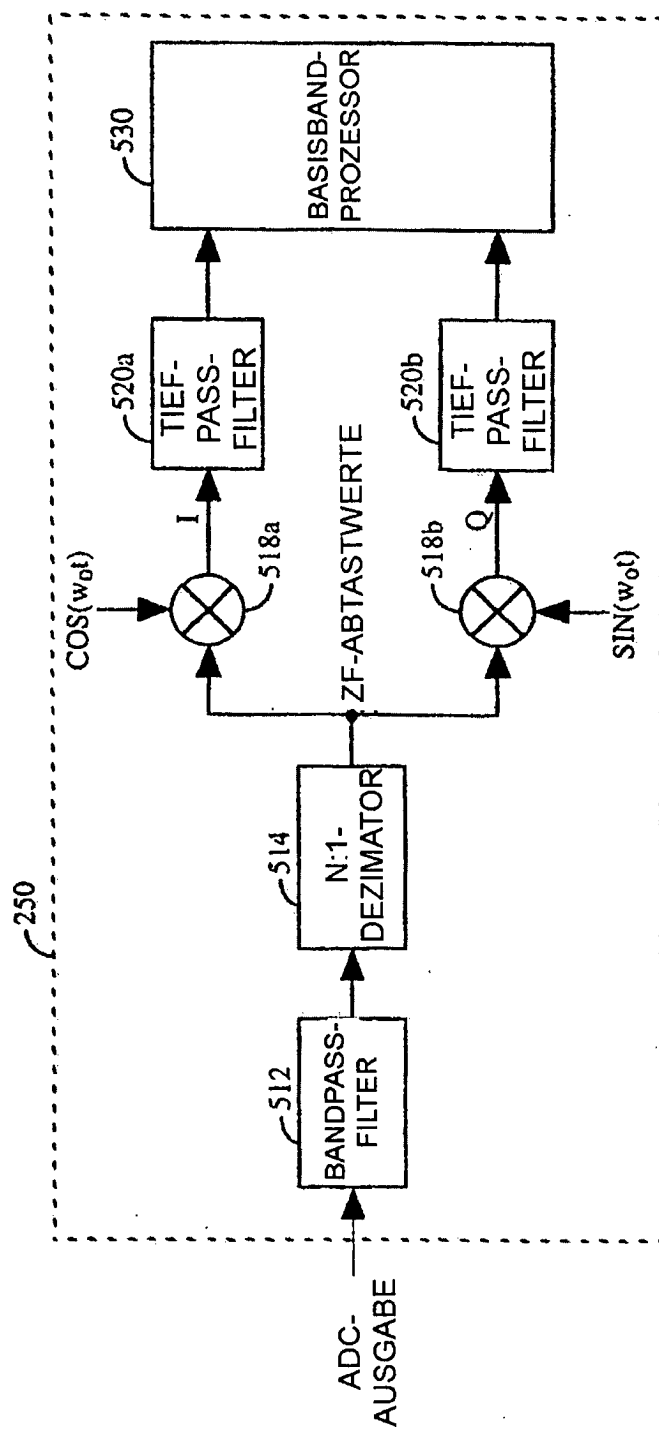 250
ADC-
AUSGABE
512
BANDPASS-
FILTER
514
N:1-
DEZIMATOR
ZF-ABTASTWERTE
COS(w₀t)
518a
I
520a
TIEF-
PASS-
FILTER
SIN(w₀t)
518b
Q
520b
TIEF-
PASS-
FILTER
530
BASISBAND-
PROZESSOR